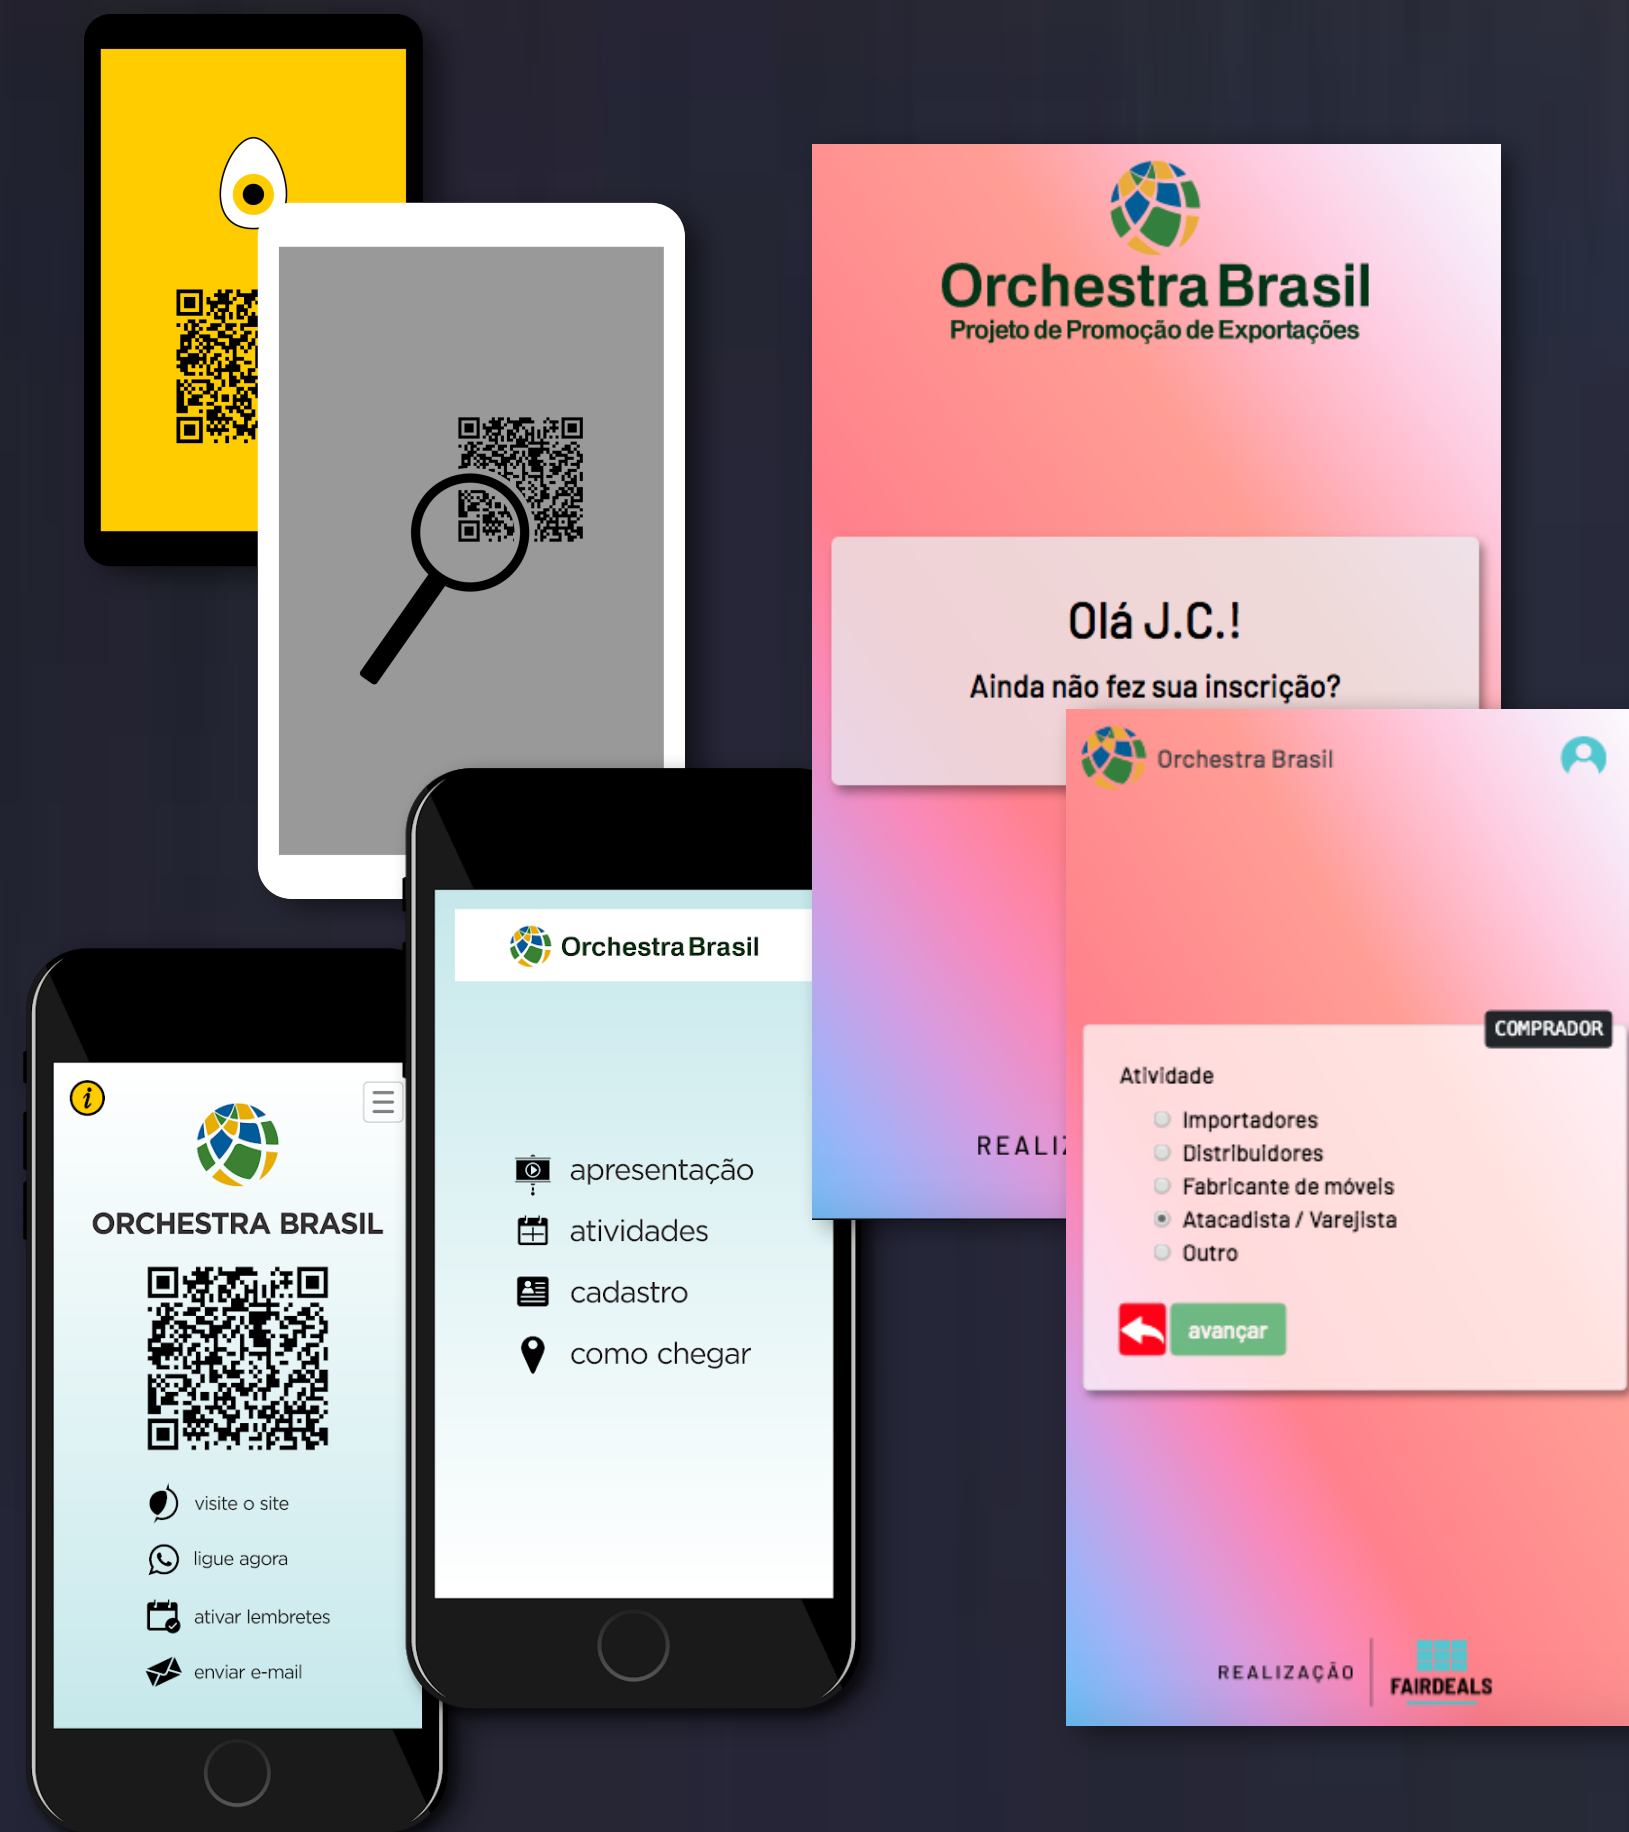 Orchestra Brasil
Projeto de Promoção de Exportações
Olá J.C.!
Ainda não fez sua inscrição?
Orchestra Brasil
COMPRADOR
Atividade
Importadores
Distribuidores
Fabricante de móveis
Atacadista / Varejista
Outro
avançar
REALIZAÇÃO
FAIRDEALS
REALIZ
Orchestra Brasil
apresentação
atividades
cadastro
como chegar
i
ORCHESTRA BRASIL
visite o site
ligue agora
ativar lembretes
enviar e-mail